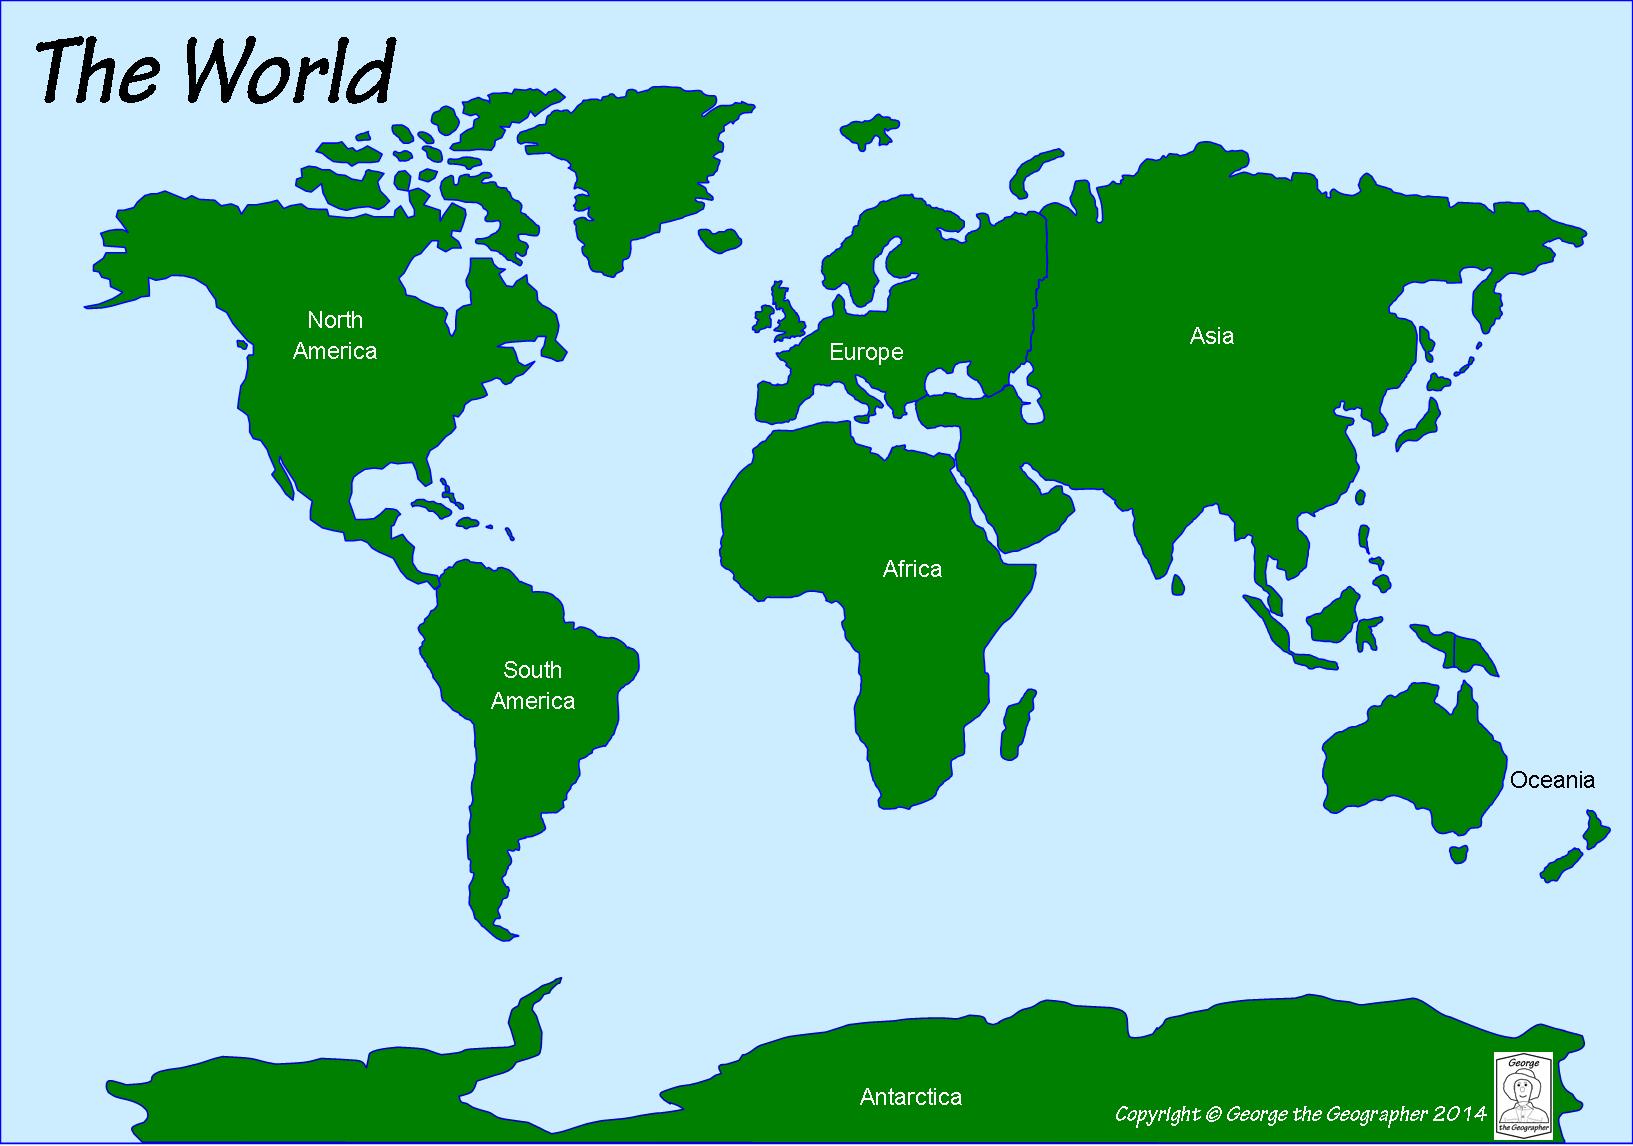 The World
North
America
Asia
Europe
Africa
South
America
Oceania
Antarctica
Copyright © George the Geographer 2014
George
the Geographer